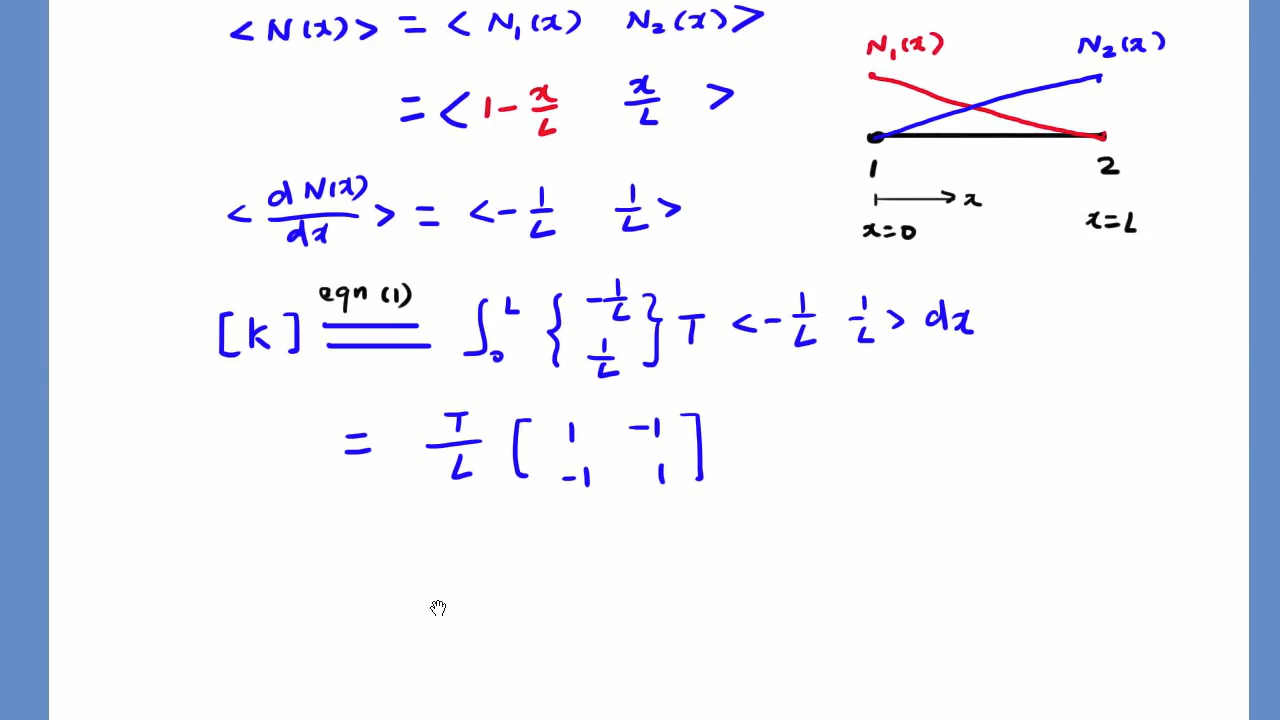 < N(x) > = < N₁(x) N₂(x) >
= < 1 - x/L x/L >
< dN(x)/dx > = < -1/L 1/L >
[K] eqn (1) = ∫₀ᴸ { -1/L 1/L } T < -1/L 1/L > dx
= T/L [ 1 -1
-1 1 ]
N₁(x) N₂(x)
1 2
x
x=0 x=L